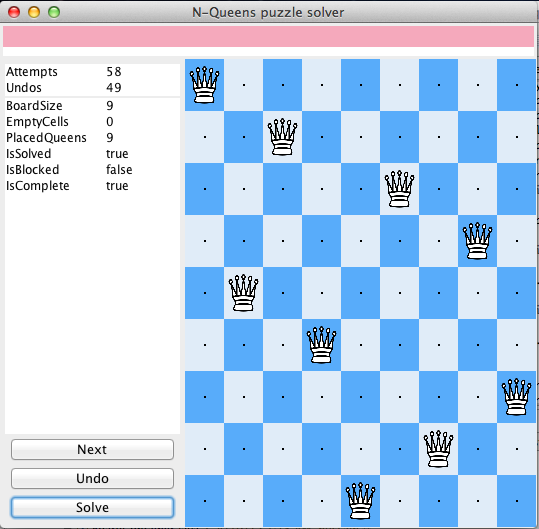 N-Queens puzzle solver
Attempts 58
Undos 49
BoardSize 9
EmptyCells 0
PlacedQueens 9
IsSolved true
IsBlocked false
IsComplete true
Next
Undo
Solve